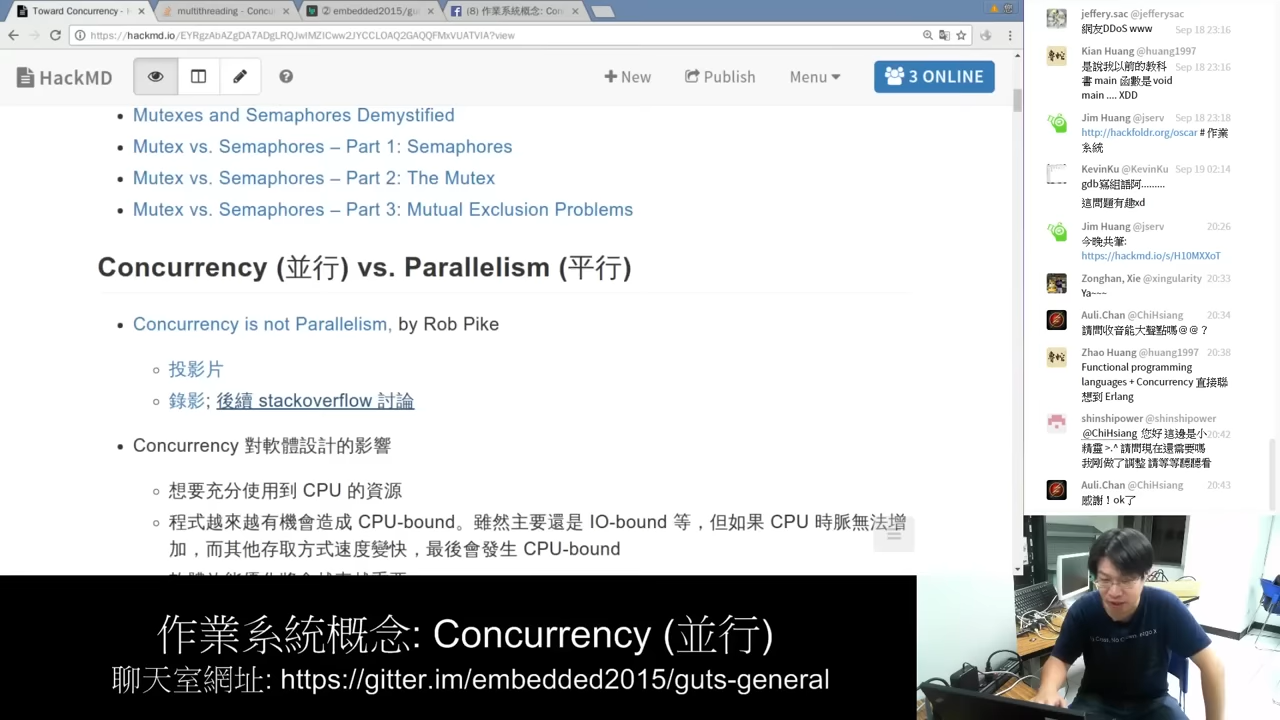 Toward Concurrency - H
multithreading - Concu
② embedded2015/gu
(8) 作業系統概念: Con
https://hackmd.io/EYRgzAbAZgDA7ADgLRQJwIMZICww2JYCCLOAQ2GAQQFMxVUATVIA?view
HackMD
New
Publish
Menu
3 ONLINE
Mutexes and Semaphores Demystified
Mutex vs. Semaphores – Part 1: Semaphores
Mutex vs. Semaphores – Part 2: The Mutex
Mutex vs. Semaphores – Part 3: Mutual Exclusion Problems
Concurrency (並行) vs. Parallelism (平行)
Concurrency is not Parallelism, by Rob Pike
投影片
錄影; 後續 stackoverflow 討論
Concurrency 對軟體設計的影響
想要充分使用到 CPU 的資源
程式越來越有機會造成 CPU-bound。雖然主要還是 IO-bound 等，但如果 CPU 時脈無法增
加，而其他存取方式速度變快，最後會發生 CPU-bound
jeffery.sac @jefferysac
網友DDoS www Sep 18 23:16
Kian Huang @huang1997
是說我以前的教科 Sep 18 23:16
書 main 函數是 void
main .... XDD
Jim Huang @jserv Sep 18 23:18
http://hackfoldr.org/oscar # 作業
系統
KevinKu @KevinKu Sep 19 02:14
gdb寫組語阿.........
這問題有趣xd
Jim Huang @jserv 20:26
今晚共筆:
https://hackmd.io/s/H10MXXoT
Zonghan, Xie @xingularity 20:33
Ya~~~
Auli.Chan @ChiHsiang 20:34
請問收音能大聲點嗎＠＠？
Zhao Huang @huang1997 20:38
Functional programming
languages + Concurrency 直接聯
想到 Erlang
shinshipower @shinshipower
@ChiHsiang 您好 這邊是小 20:42
精靈 >.^ 請問現在還需要嗎
我剛做了調整 請等等聽聽看
Auli.Chan @ChiHsiang 20:43
感謝！ok了
作業系統概念: Concurrency (並行)
聊天室網址: https://gitter.im/embedded2015/guts-general